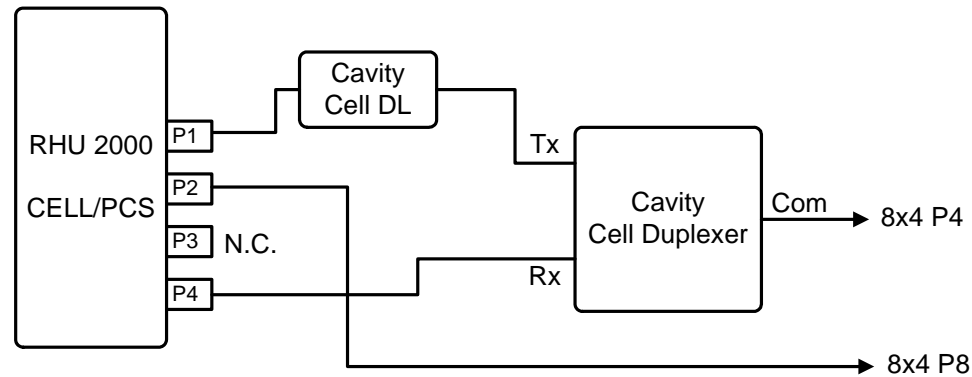 RHU 2000
CELL/PCS
P1
P2
P3
N.C.
P4
Cavity
Cell DL
Tx
Rx
Cavity
Cell Duplexer
Com
8x4 P4
8x4 P8